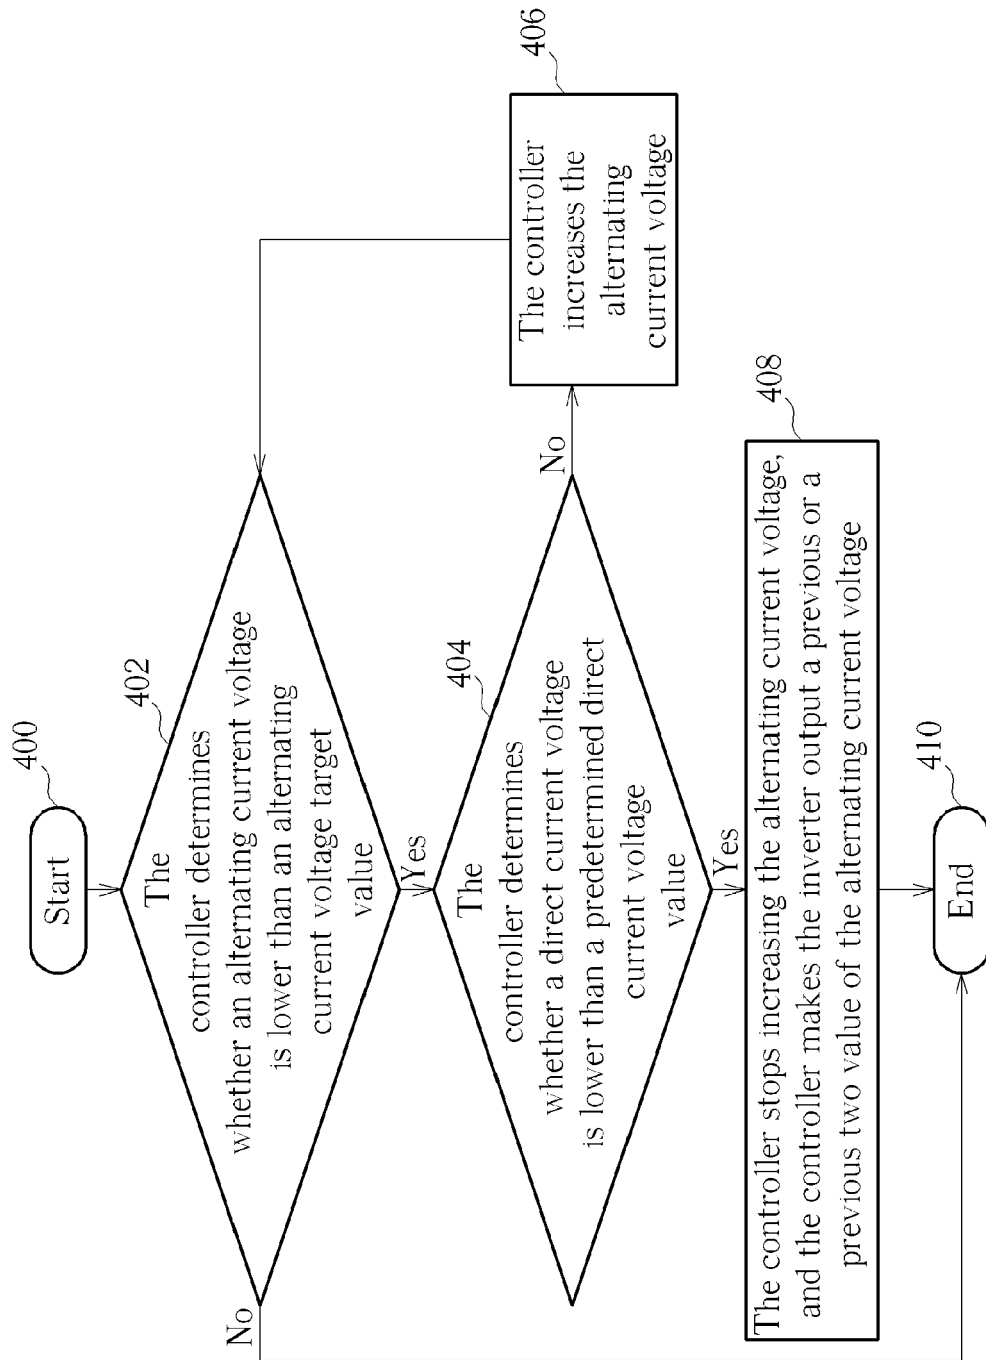 Start
400
The
controller determines
whether an alternating current voltage
is lower than an alternating
current voltage target
value
402
No
Yes
The
controller determines
whether a direct current voltage
is lower than a predetermined direct
current voltage
value
404
No
Yes
The controller
increases the
alternating
current voltage
406
The controller stops increasing the alternating current voltage,
and the controller makes the inverter output a previous or a
previous two value of the alternating current voltage
408
End
410